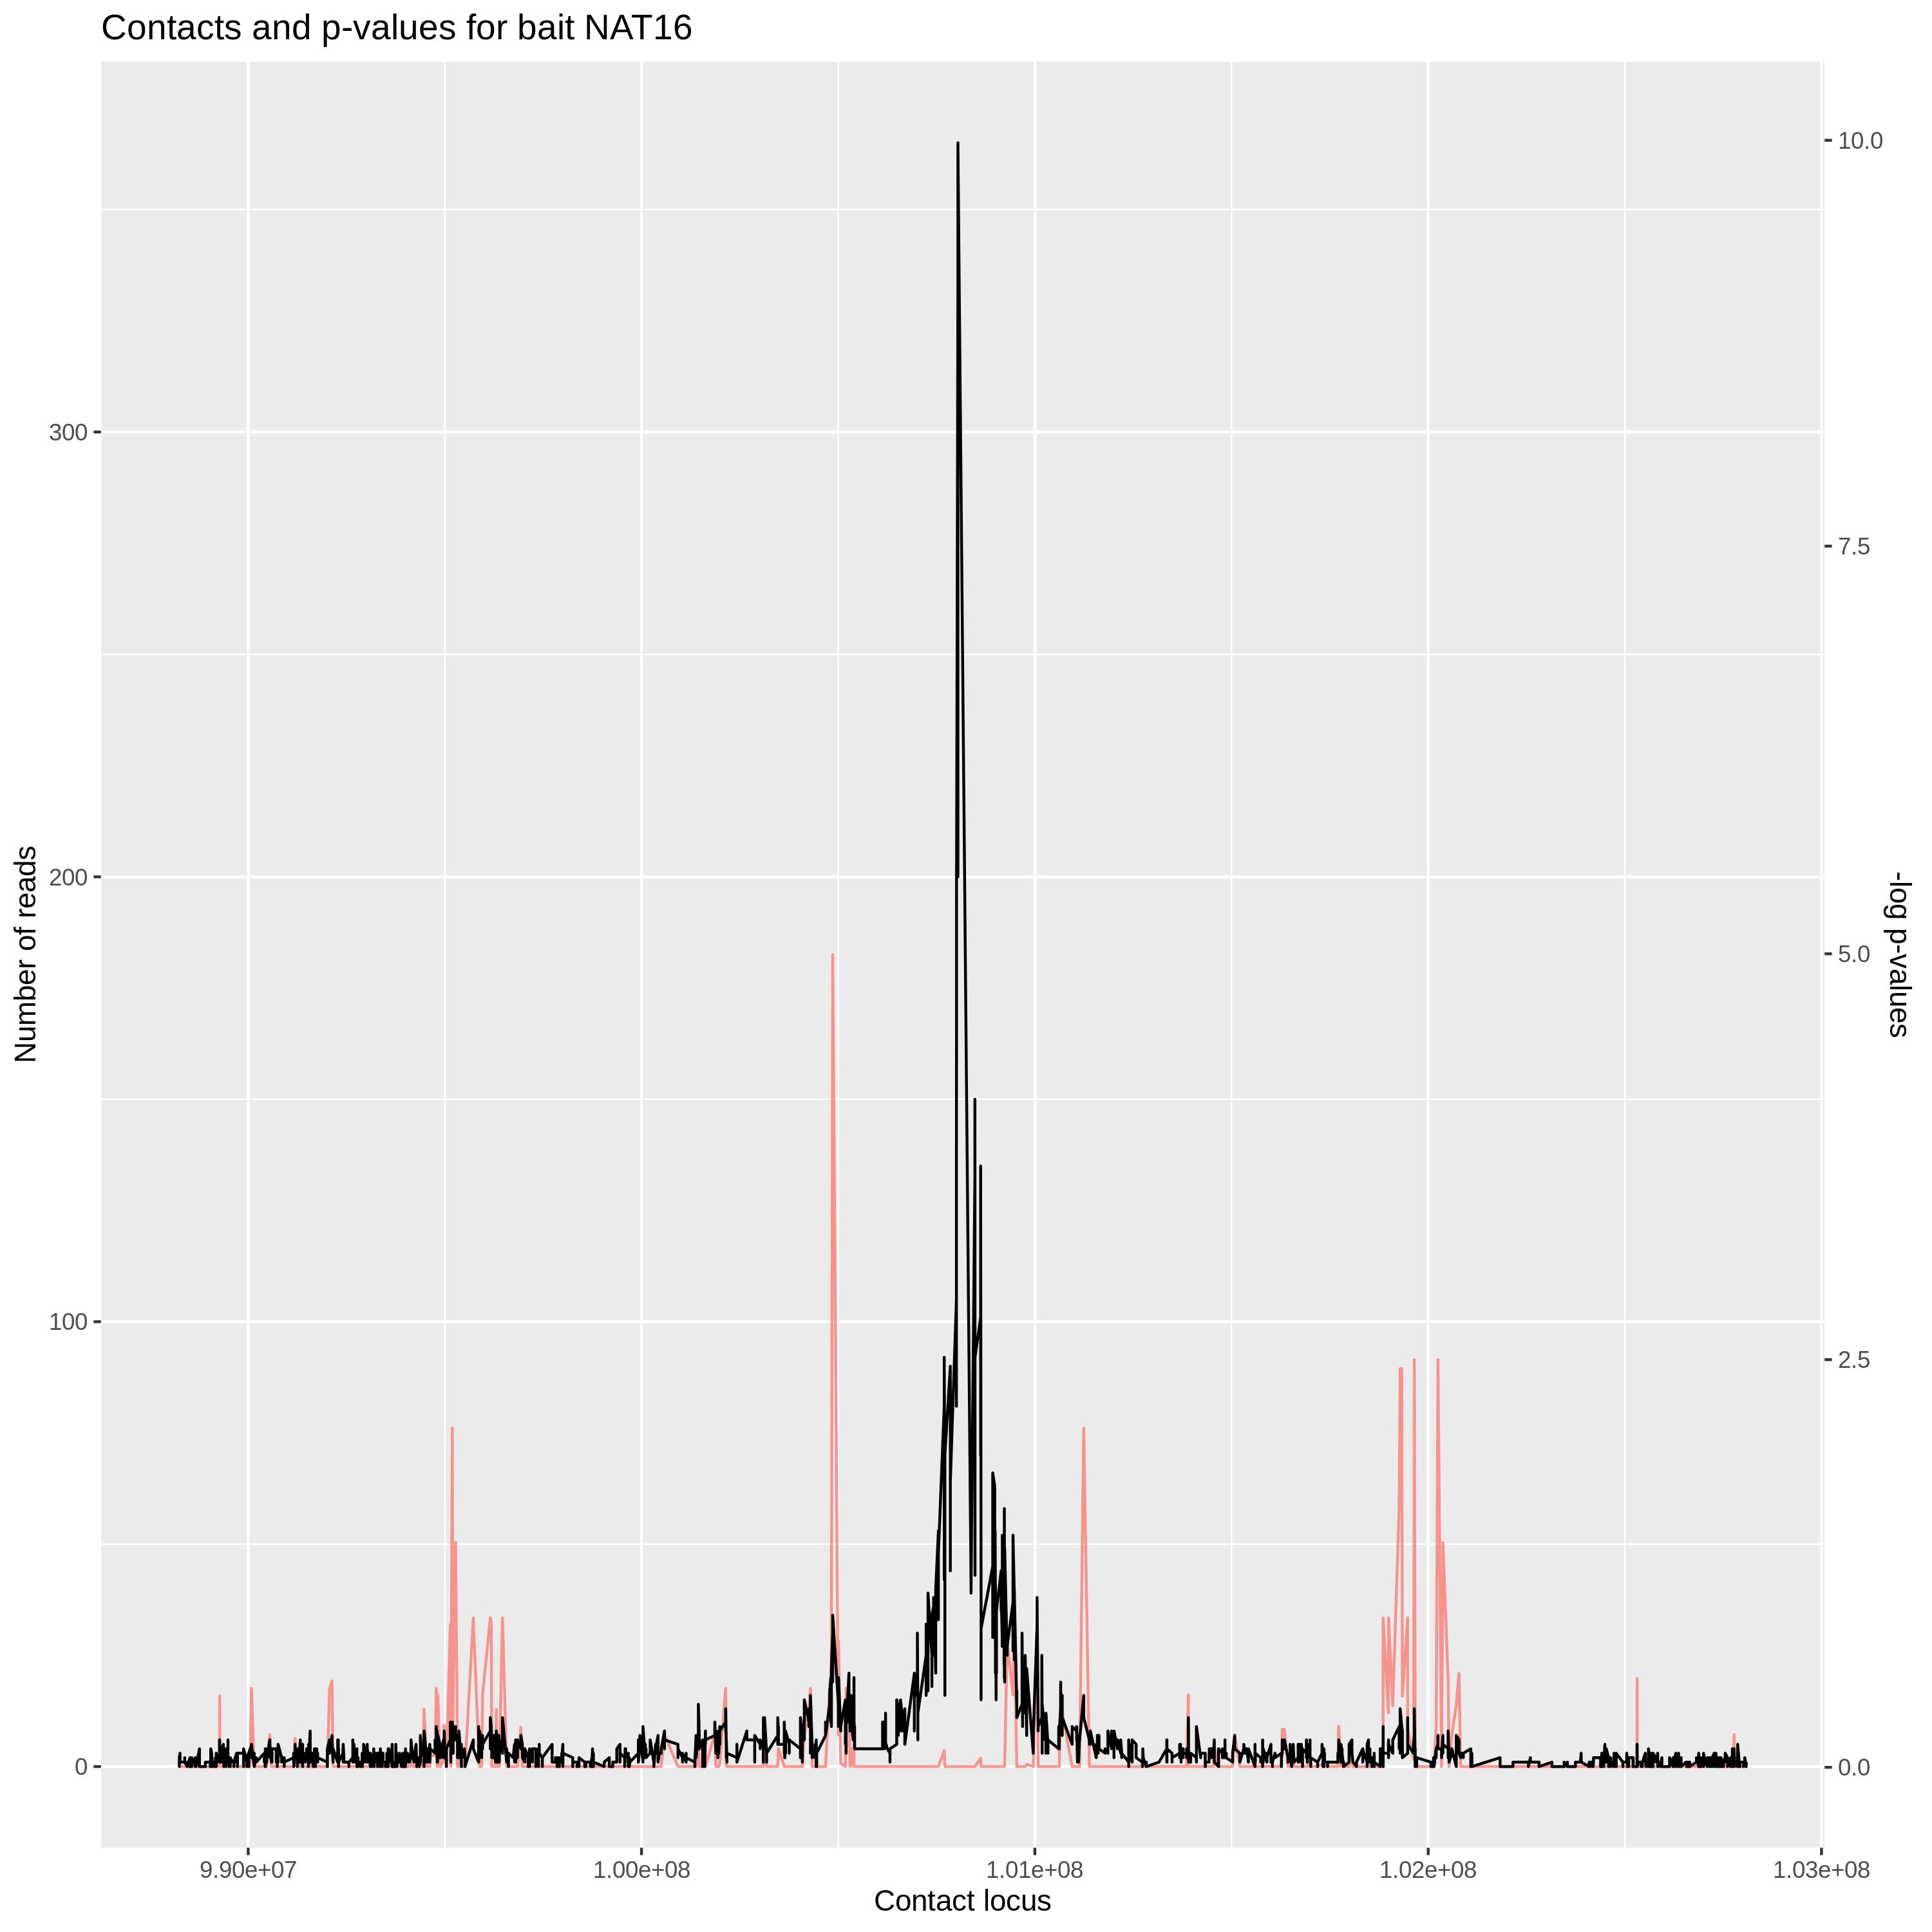 Contacts and p-values for bait NAT16
Number of reads
300
200
100
0
10.0
7.5
5.0
2.5
0.0
-log p-values
9.90e+07
1.00e+08
1.01e+08
1.02e+08
1.03e+08
Contact locus